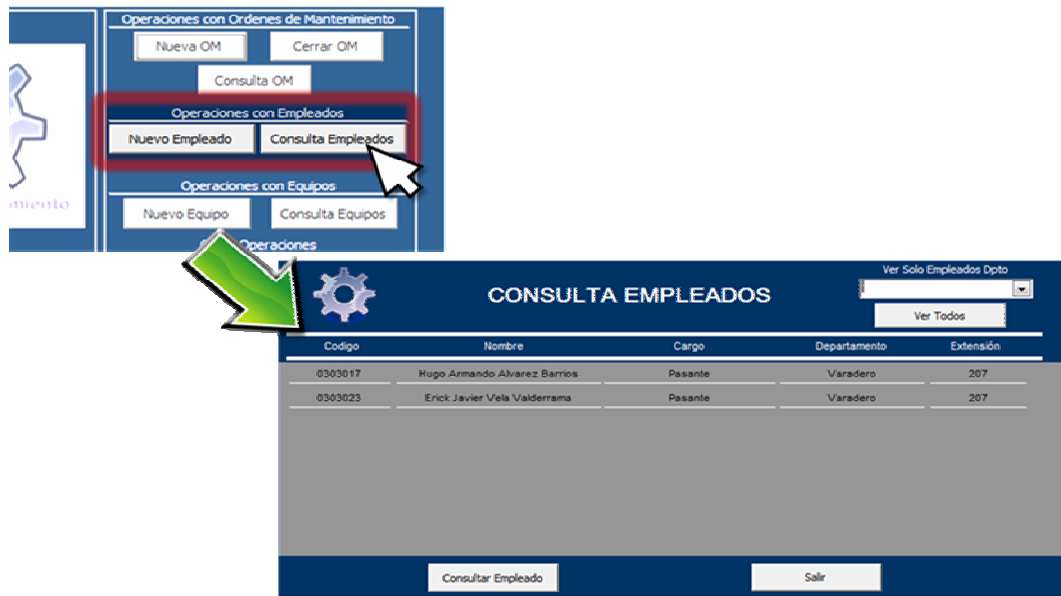 Operaciones con Ordenes de Mantenimiento
Nueva OM Cerrar OM
Consulta OM
Operaciones con Empleados
Nuevo Empleado Consulta Empleados
Operaciones con Equipos
miento
Nuevo Equipo Consulta Equipos
Operaciones
Ver Solo Empleados Dpto
CONSULTA EMPLEADOS
Ver Todos
Codigo Nombre Cargo Departamento Extensión
0303017 Hugo Armando Alvarez Barrios Pasante Varadero 207
0303023 Erick Javier Vela Valderrama Pasante Varadero 207
Consultar Empleado Salir